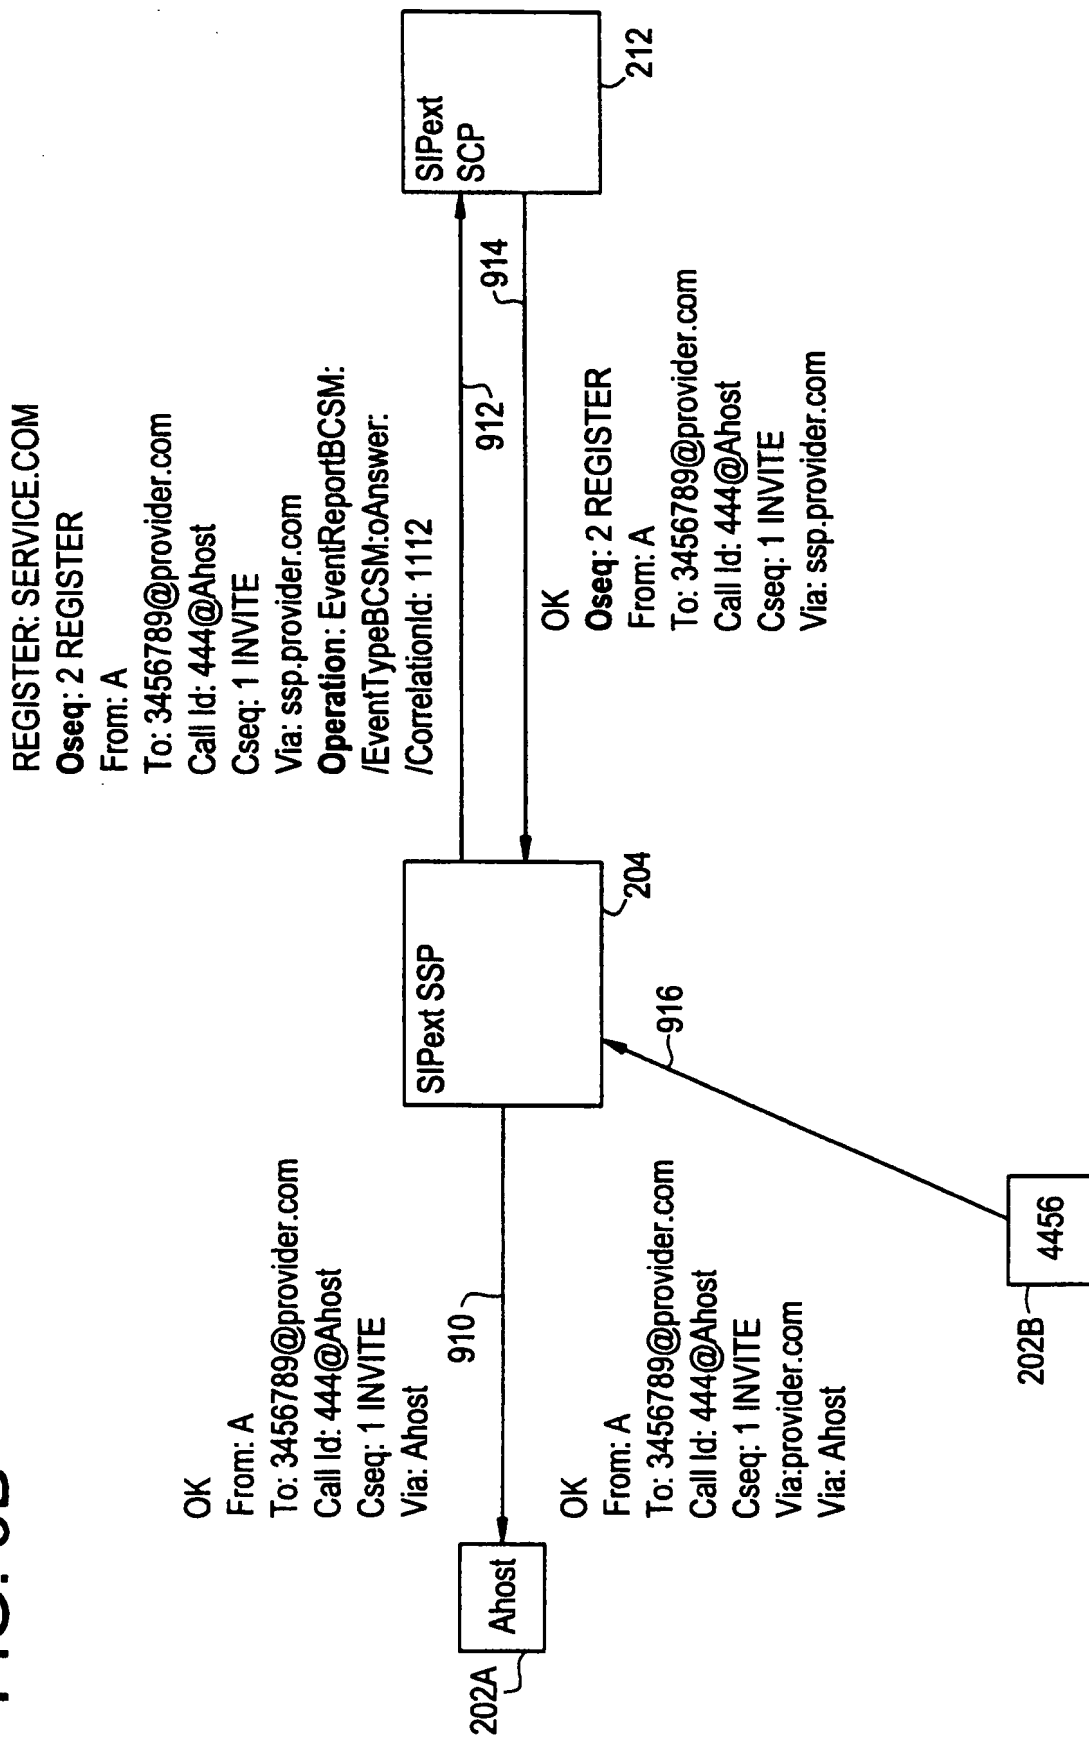 REGISTER: SERVICE.COM
Oseq: 2 REGISTER
From: A
To: 3456789@provider.com
Call Id: 444@Ahost
Cseq: 1 INVITE
Via: ssp.provider.com
Operation: EventReportBCSM:
/EventTypeBCSM:oAnswer:
/CorrelationId: 1112
OK
From: A
To: 3456789@provider.com
Call Id: 444@Ahost
Cseq: 1 INVITE
Via: Ahost
910
Ahost
202A
SIPext SSP
204
912
914
SIPext
SCP
212
OK
Oseq: 2 REGISTER
From: A
To: 3456789@provider.com
Call Id: 444@Ahost
Cseq: 1 INVITE
Via: ssp.provider.com
OK
From: A
To: 3456789@provider.com
Call Id: 444@Ahost
Cseq: 1 INVITE
Via:provider.com
Via: Ahost
916
4456
202B